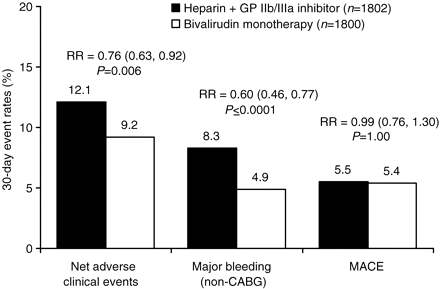 Heparin + GP IIb/IIIa inhibitor (n=1802)
Bivalirudin monotherapy (n=1800)
30-day event rates (%)
20
15
10
5
0
RR = 0.76 (0.63, 0.92)
P=0.006
12.1
9.2
RR = 0.60 (0.46, 0.77)
P≤0.0001
8.3
4.9
RR = 0.99 (0.76, 1.30)
P=1.00
5.5
5.4
Net adverse
clinical events
Major bleeding
(non-CABG)
MACE